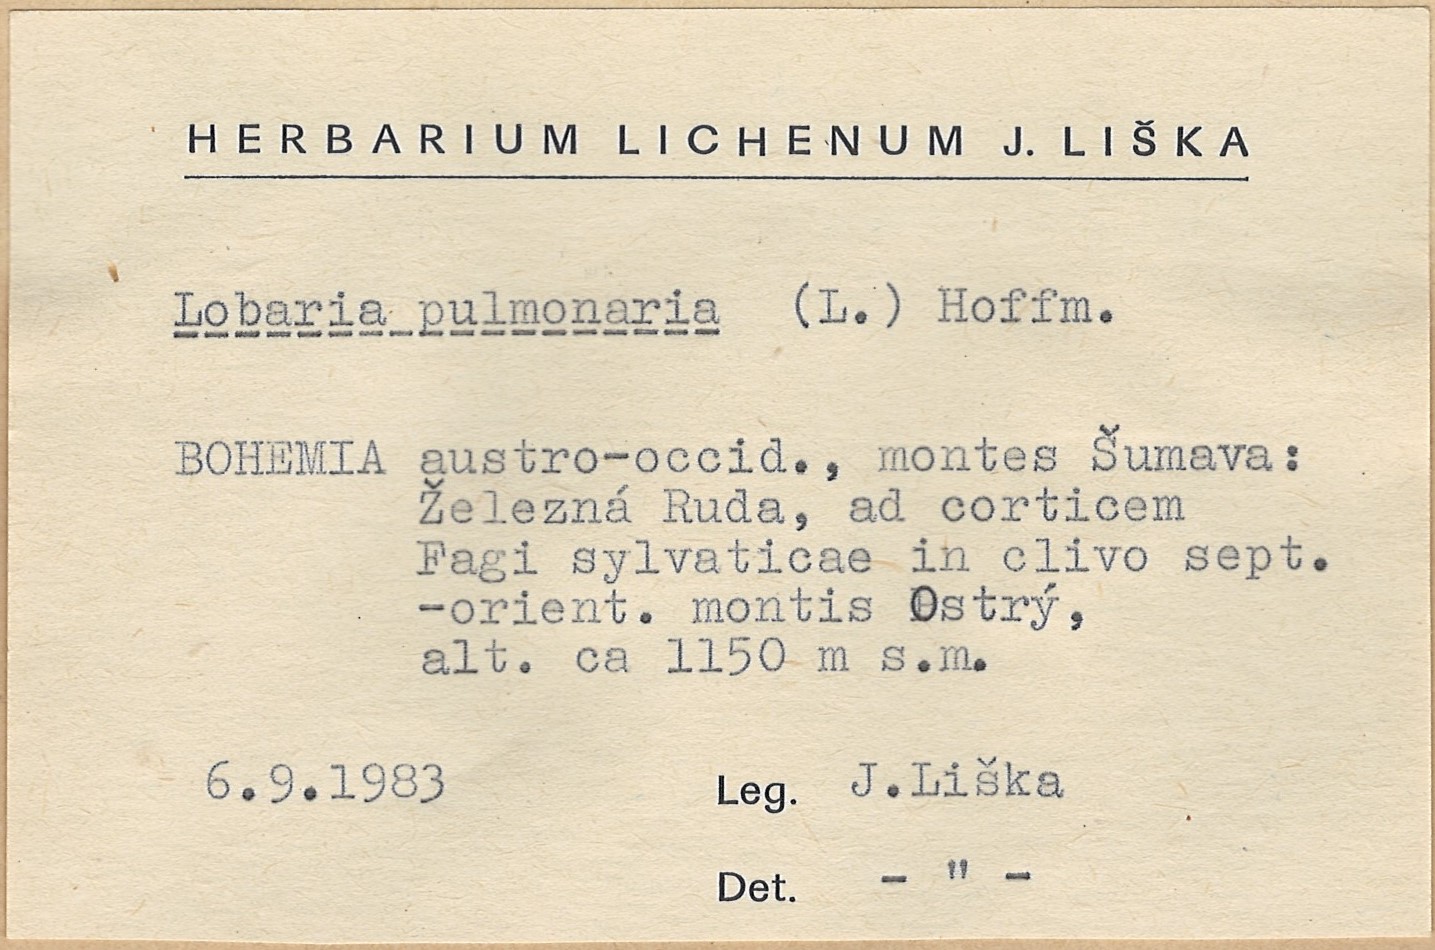 HERBARIUM LICHENUM J. LIŠKA
Lobaria pulmonaria (L.) Hoffm.
BOHEMIA austro-occid., montes Šumava:
Železná Ruda, ad corticem
Fagi sylvaticae in clivo sept.
-orient. montis Ostrý,
alt. ca 1150 m s.m.
6.9.1983 Leg. J.Liška
Det. - " -